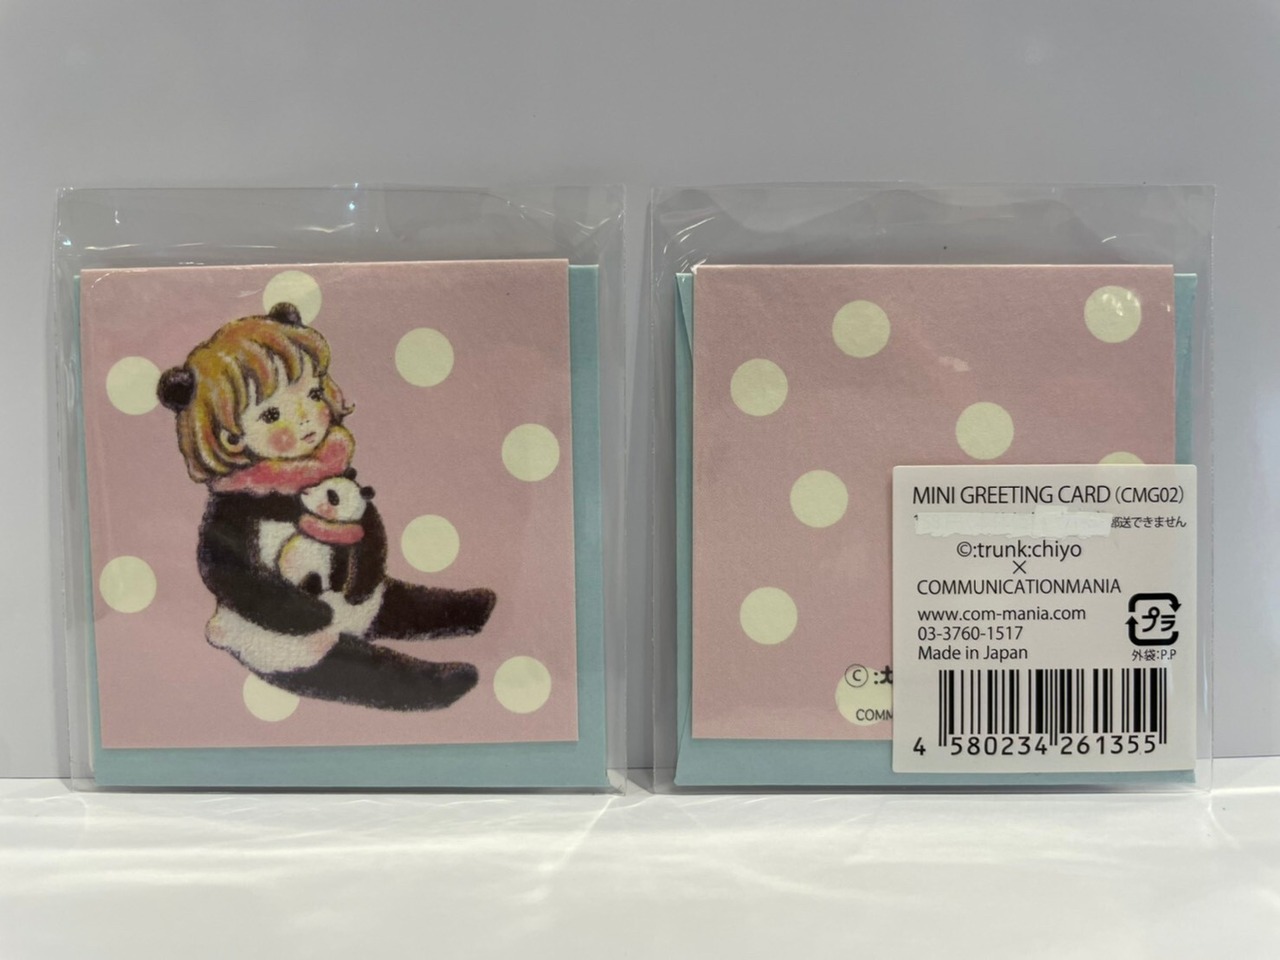 MINI GREETING CARD (CMG02)
送できません
©:trunk:chiyo
×
COMMUNICATIONMANIA
www.com-mania.com
03-3760-1517
Made in Japan
プラ
外袋:P.P
©:
COMM
4 580234 261355